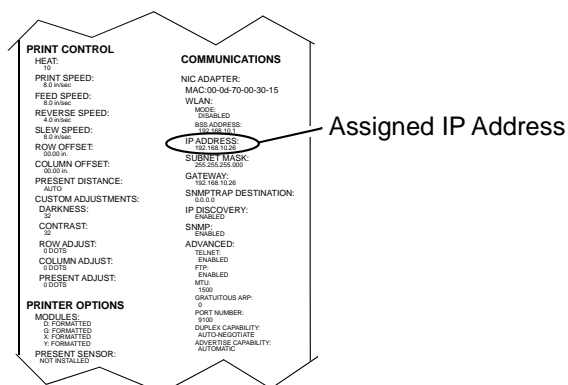 PRINT CONTROL
HEAT:
10
PRINT SPEED:
8.0 in/sec
FEED SPEED:
8.0 in/sec
REVERSE SPEED:
4.0 in/sec
SLEW SPEED:
8.0 in/sec
ROW OFFSET:
00.00 in.
COLUMN OFFSET:
00.00 in.
PRESENT DISTANCE:
AUTO
CUSTOM ADJUSTMENTS:
DARKNESS:
32
CONTRAST:
32
ROW ADJUST:
0 DOTS
COLUMN ADJUST:
0 DOTS
PRESENT ADJUST:
0 DOTS
PRINTER OPTIONS
MODULES:
D: FORMATTED
G: FORMATTED
X: FORMATTED
Y: FORMATTED
PRESENT SENSOR:
NOT INSTALLED
COMMUNICATIONS
NIC ADAPTER:
MAC:00-0d-70-00-30-15
WLAN:
MODE:
DISABLED
BSS ADDRESS:
192.168.10.1
IP ADDRESS:
192.168.10.26
SUBNET MASK:
255.255.255.000
GATEWAY:
192.168.10.26
SNMPTRAP DESTINATION:
0.0.0.0
IP DISCOVERY:
ENABLED
SNMP:
ENABLED
ADVANCED:
TELNET:
ENABLED
FTP:
ENABLED
MTU:
1500
GRATUITOUS ARP:
0
PORT NUMBER:
9100
DUPLEX CAPABILITY:
AUTO-NEGOTIATE
ADVERTISE CAPABILITY:
AUTOMATIC
Assigned IP Address